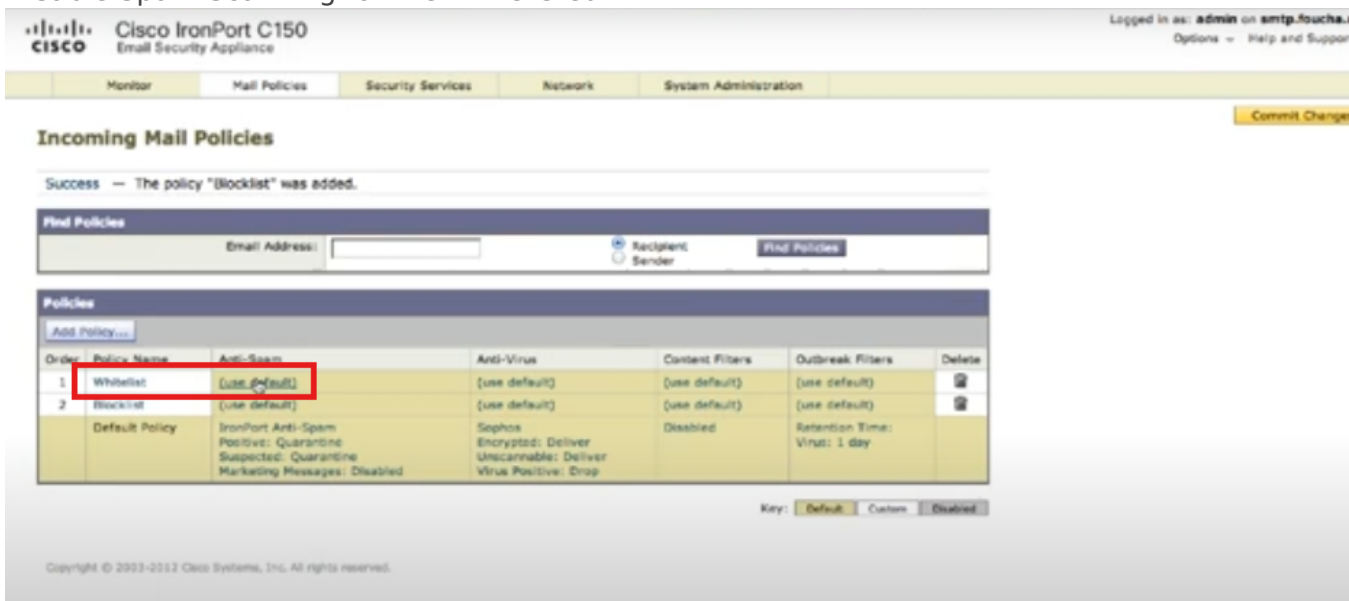 Cisco IronPort C150
CISCO
Email Security Appliance
Logged in as: admin on smtp.foucha.
Options
Help and Support
Monitor
Mail Policies
Security Services
Network
System Administration
Commit Changes
Incoming Mail Policies
Success — The policy "Blocklist" was added.
Find Policies
Email Address:
Recipient
Sender
Find Policies
Policies
Add Policy...
Order Policy Name Anti-Spam Anti-Virus Content Filters Outbreak Filters Delete
1 Whitelist (use default) (use default) (use default) (use default)
2 Blocklist (use default) (use default) (use default) (use default)
Default Policy IronPort Anti-Spam Sophos Disabled Retention Time:
Positive: Quarantine Encrypted: Deliver Virus: 1 day
Suspected: Quarantine Unscannable: Deliver
Marketing Messages: Disabled Virus Positive: Drop
Key: Default Custom Disabled
Copyright © 2003-2012 Cisco Systems, Inc. All rights reserved.